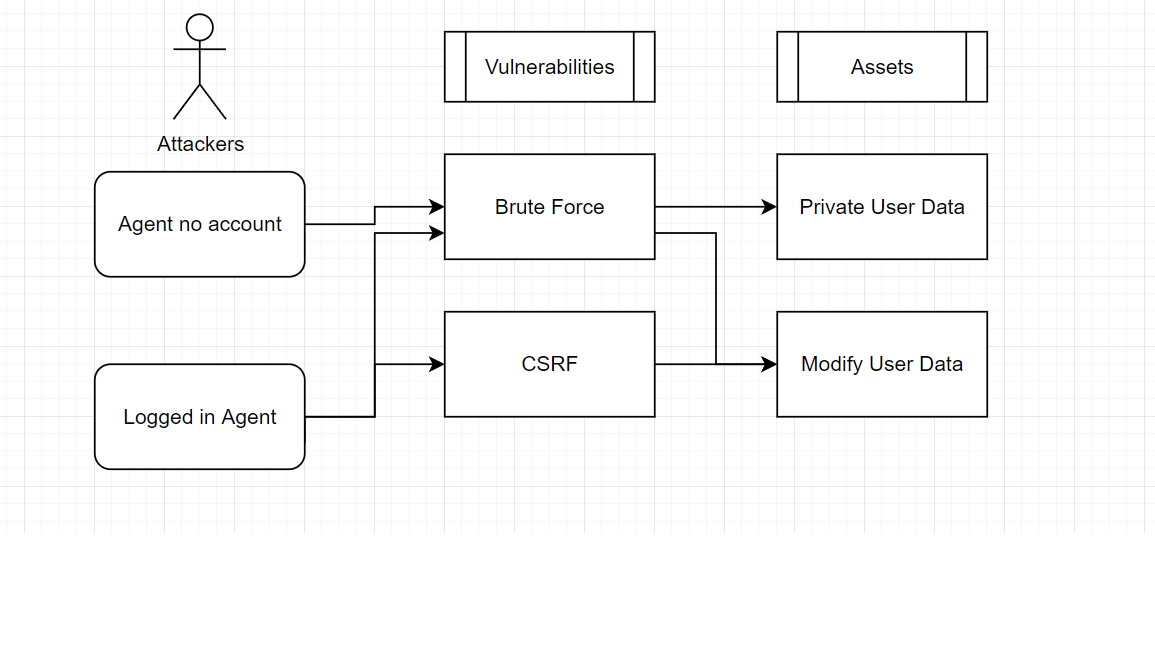 Vulnerabilities
Assets
Attackers
Agent no account
Brute Force
Private User Data
Logged in Agent
CSRF
Modify User Data